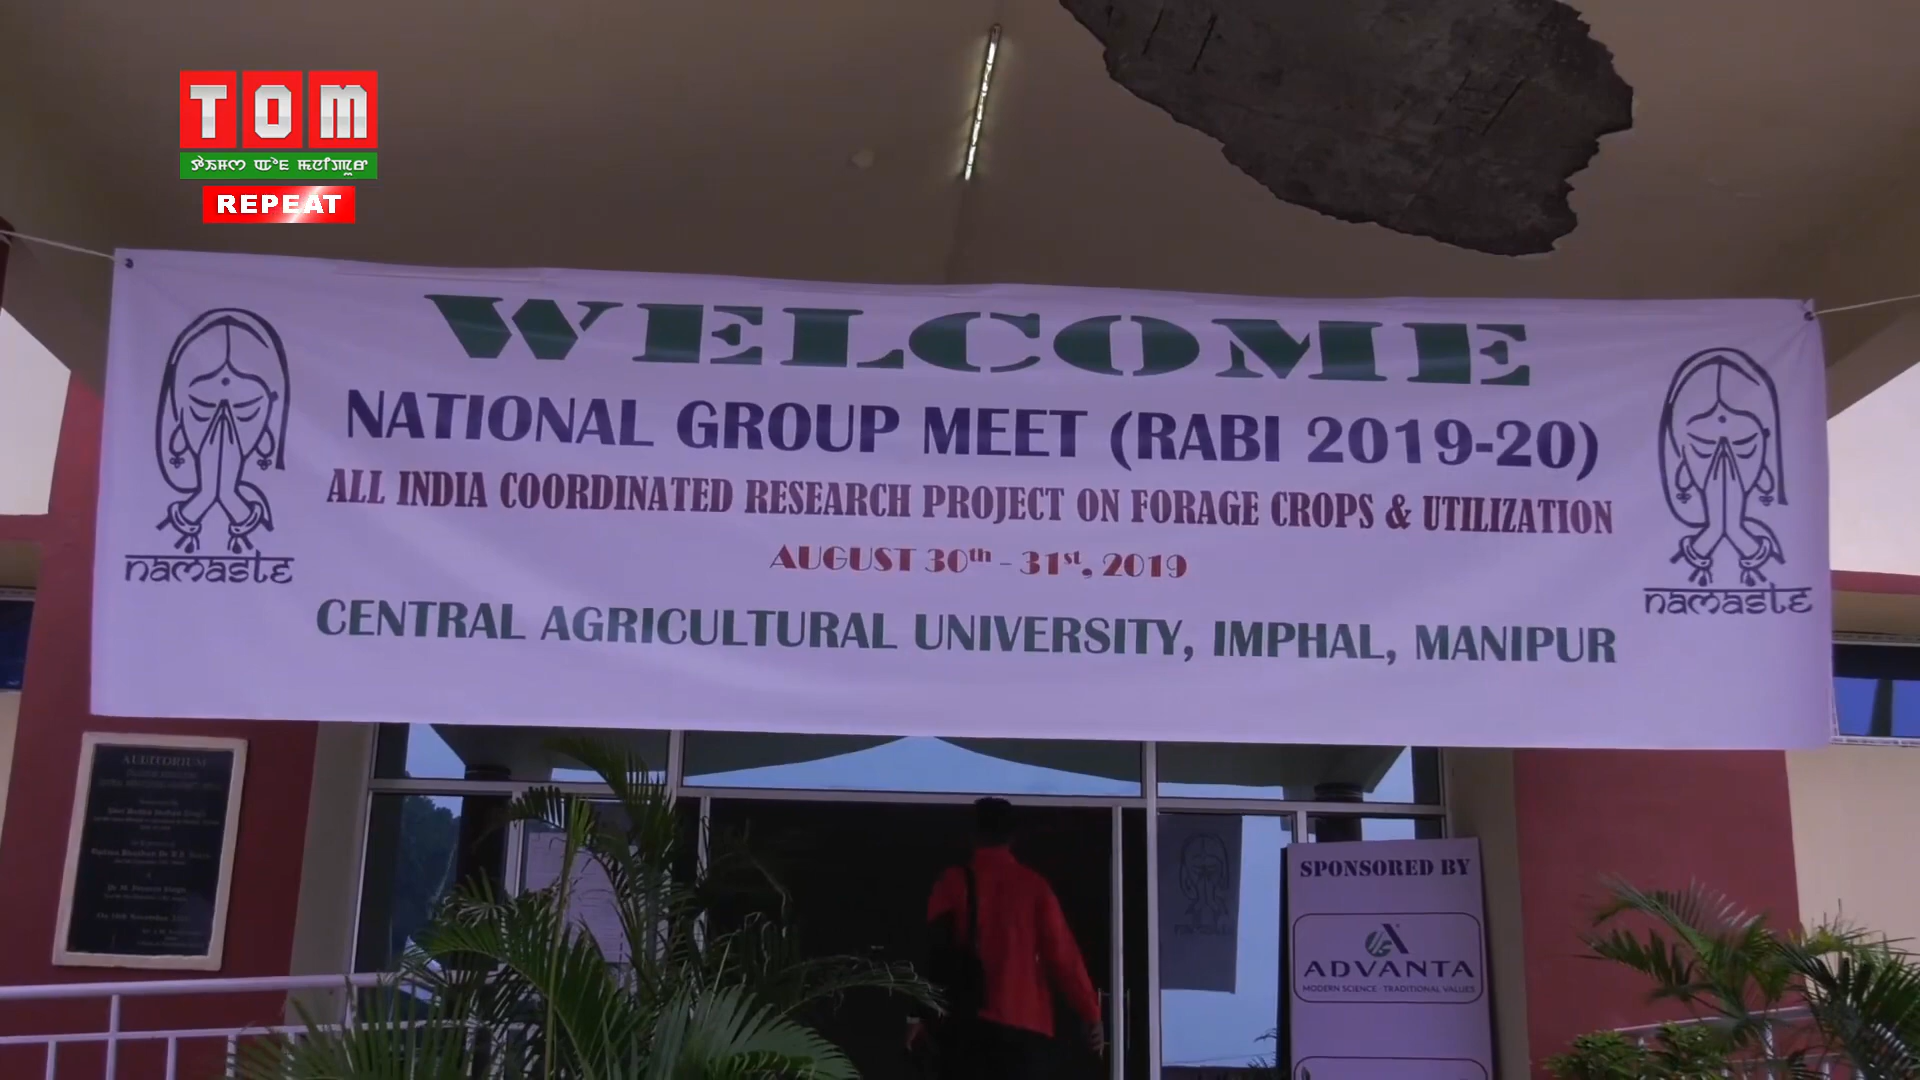 TOM
REPEAT
WELCOME
NATIONAL GROUP MEET (RABI 2019-20)
ALL INDIA COORDINATED RESEARCH PROJECT ON FORAGE CROPS & UTILIZATION
AUGUST 30th - 31st, 2019
CENTRAL AGRICULTURAL UNIVERSITY, IMPHAL, MANIPUR
namaste
namaste
AUDITORIUM
SPONSORED BY
ADVANTA
MODERN SCIENCE · TRADITIONAL VALUES